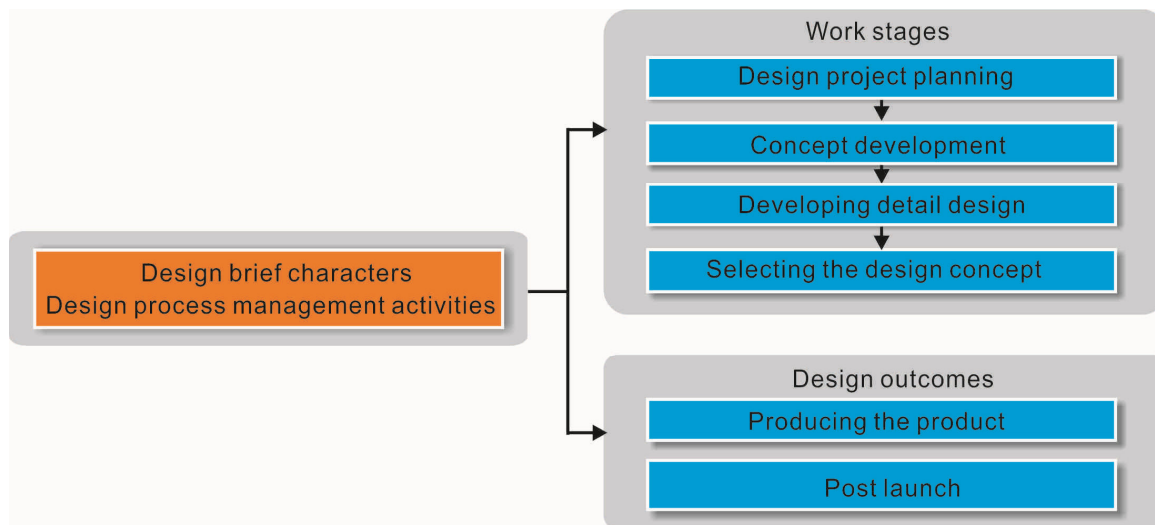 Work stages
Design project planning
Concept development
Developing detail design
Selecting the design concept
Design brief characters
Design process management activities
Design outcomes
Producing the product
Post launch